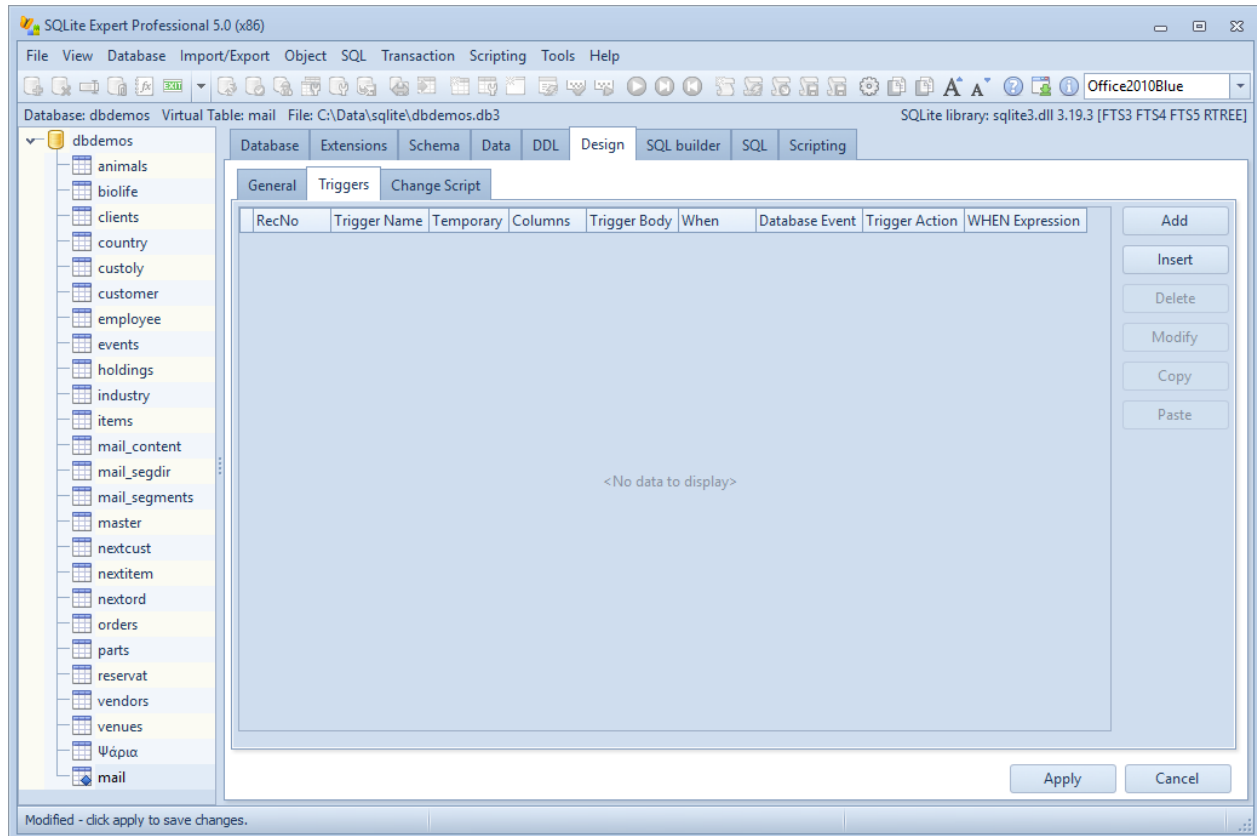 SQLite Expert Professional 5.0 (x86)
File View Database Import/Export Object SQL Transaction Scripting Tools Help
EXIT fx A A Office2010Blue
Database: dbdemos Virtual Table: mail File: C:\Data\sqlite\dbdemos.db3 SQLite library: sqlite3.dll 3.19.3 [FTS3 FTS4 FTS5 RTREE]
dbdemos
animals
biolife
clients
country
custoly
customer
employee
events
holdings
industry
items
mail_content
mail_segdir
mail_segments
master
nextcust
nextitem
nextord
orders
parts
reservat
vendors
venues
Ψάρια
mail
Database Extensions Schema Data DDL Design SQL builder SQL Scripting
General Triggers Change Script
RecNo Trigger Name Temporary Columns Trigger Body When Database Event Trigger Action WHEN Expression
<No data to display>
Add
Insert
Delete
Modify
Copy
Paste
Apply Cancel
Modified - click apply to save changes.